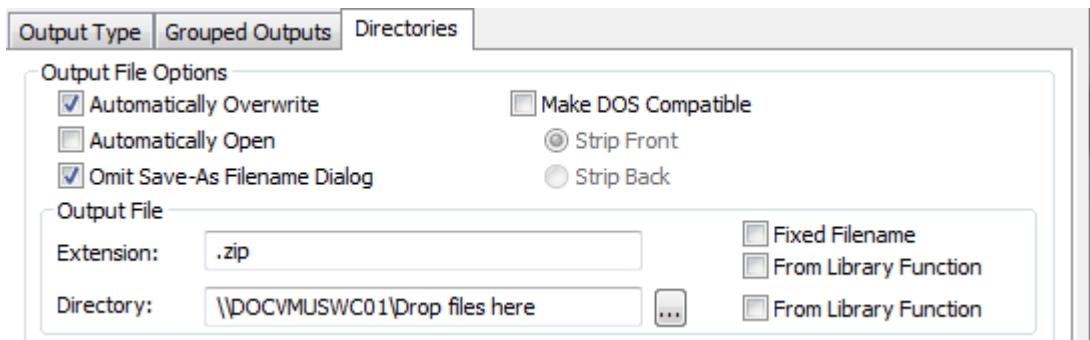 Output Type Grouped Outputs Directories
Output File Options
Automatically Overwrite Make DOS Compatible
Automatically Open Strip Front
Omit Save-As Filename Dialog Strip Back
Output File
Fixed Filename
Extension: .zip From Library Function
Directory: \\DOCVMUSWC01\Drop files here ... From Library Function